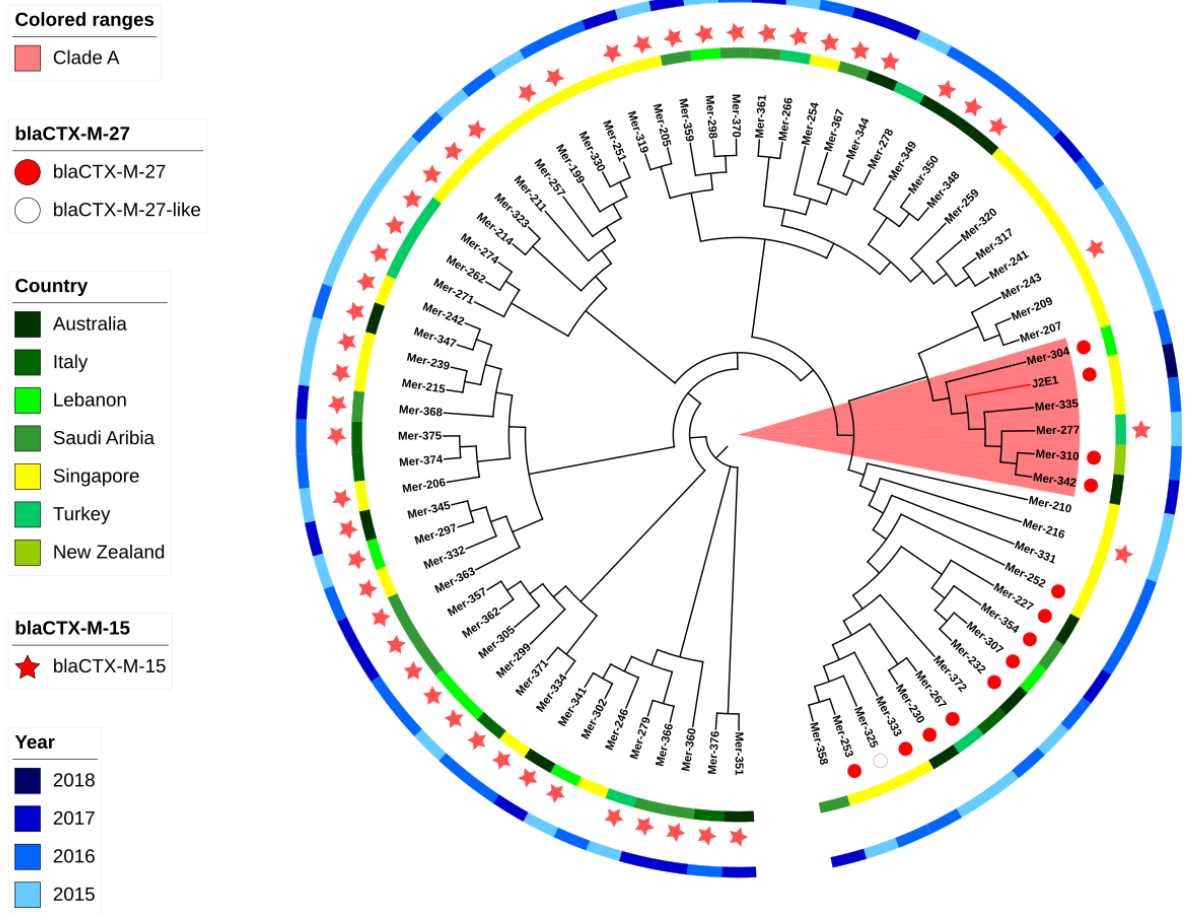 Colored ranges
Clade A
blaCTX-M-27
blaCTX-M-27
blaCTX-M-27-like
Country
Australia
Italy
Lebanon
Saudi Aribia
Singapore
Turkey
New Zealand
blaCTX-M-15
blaCTX-M-15
Year
2018
2017
2016
2015
Mer-351
Mer-376
Mer-360
Mer-366
Mer-279
Mer-246
Mer-302
Mer-341
Mer-334
Mer-371
Mer-299
Mer-305
Mer-362
Mer-357
Mer-363
Mer-332
Mer-297
Mer-345
Mer-206
Mer-374
Mer-375
Mer-368
Mer-215
Mer-239
Mer-347
Mer-242
Mer-271
Mer-262
Mer-274
Mer-214
Mer-323
Mer-211
Mer-257
Mer-199
Mer-330
Mer-251
Mer-319
Mer-205
Mer-359
Mer-298
Mer-370
Mer-361
Mer-266
Mer-254
Mer-367
Mer-344
Mer-278
Mer-349
Mer-350
Mer-348
Mer-259
Mer-320
Mer-317
Mer-241
Mer-243
Mer-209
Mer-207
Mer-304
J2E1
Mer-335
Mer-277
Mer-310
Mer-342
Mer-210
Mer-216
Mer-331
Mer-252
Mer-227
Mer-354
Mer-307
Mer-232
Mer-372
Mer-267
Mer-230
Mer-333
Mer-325
Mer-253
Mer-358